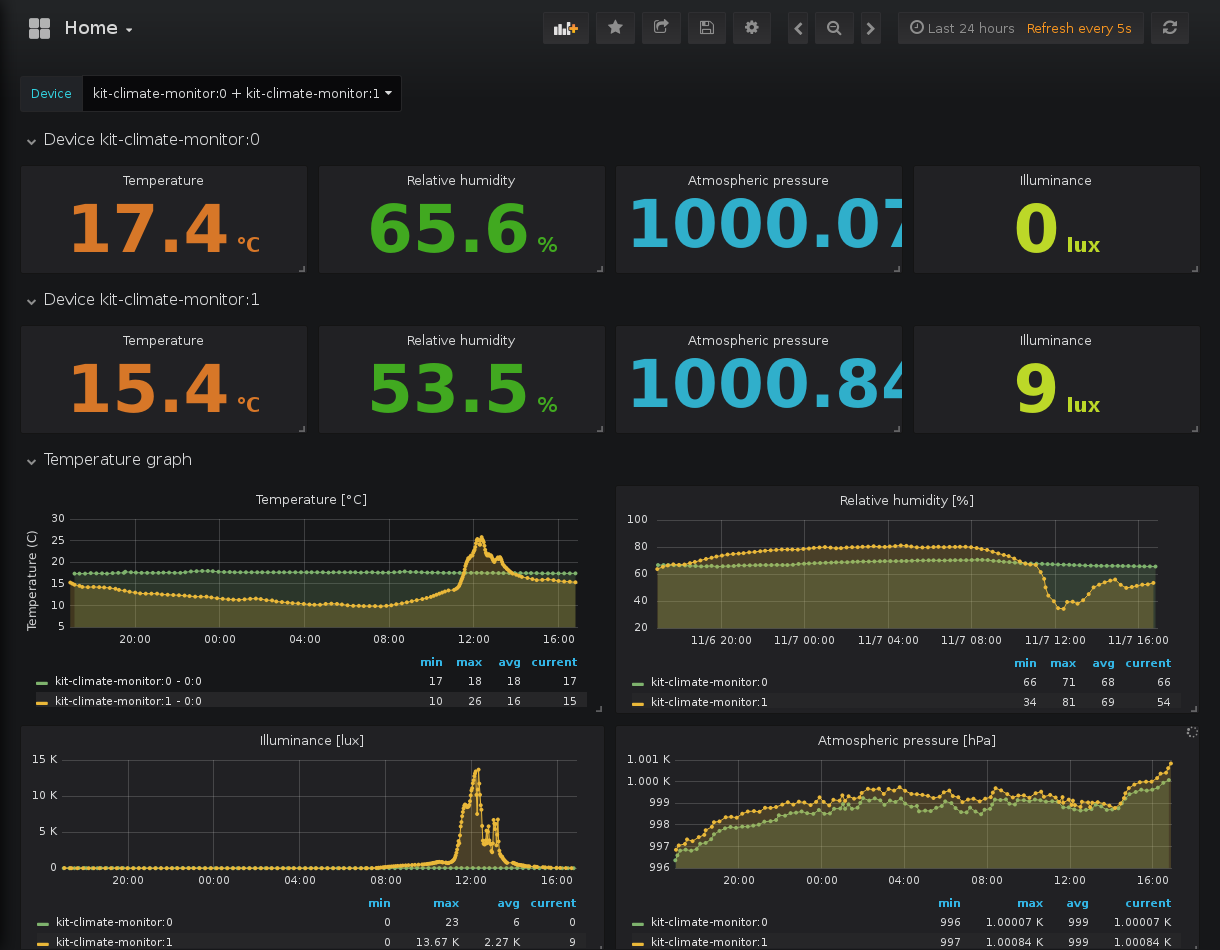 Home
Last 24 hours Refresh every 5s
Device kit-climate-monitor:0 + kit-climate-monitor:1
Device kit-climate-monitor:0
Temperature Relative humidity Atmospheric pressure Illuminance
17.4 °C 65.6 % 1000.07 0 lux
Device kit-climate-monitor:1
Temperature Relative humidity Atmospheric pressure Illuminance
15.4 °C 53.5 % 1000.84 9 lux
Temperature graph
Temperature [°C]
Temperature (C)
30
25
20
15
10
5
20:00 00:00 04:00 08:00 12:00 16:00
min max avg current
kit-climate-monitor:0 - 0:0 17 18 18 17
kit-climate-monitor:1 - 0:0 10 26 16 15
Relative humidity [%]
100
80
60
40
20
11/6 20:00 11/7 00:00 11/7 04:00 11/7 08:00 11/7 12:00 11/7 16:00
min max avg current
kit-climate-monitor:0 66 71 68 66
kit-climate-monitor:1 34 81 69 54
Illuminance [lux]
15 K
10 K
5 K
0
20:00 00:00 04:00 08:00 12:00 16:00
min max avg current
kit-climate-monitor:0 0 23 6 0
kit-climate-monitor:1 0 13.67 K 2.27 K 9
Atmospheric pressure [hPa]
1.001 K
1.000 K
999
998
997
996
20:00 00:00 04:00 08:00 12:00 16:00
min max avg current
kit-climate-monitor:0 996 1.00007 K 999 1.00007 K
kit-climate-monitor:1 997 1.00084 K 999 1.00084 K